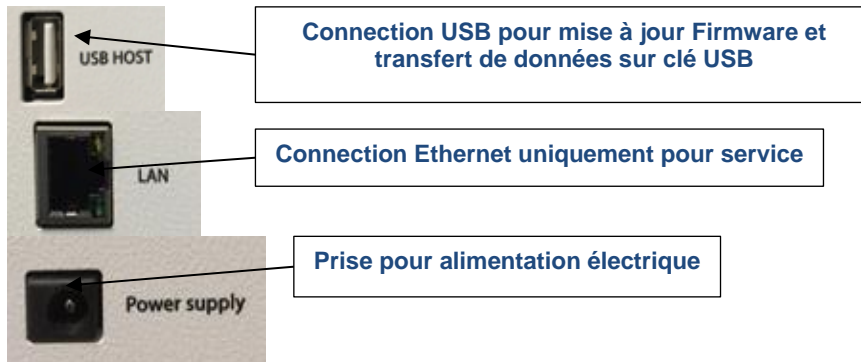 Connection USB pour mise à jour Firmware et
transfert de données sur clé USB
USB HOST
Connection Ethernet uniquement pour service
LAN
Prise pour alimentation électrique
Power supply